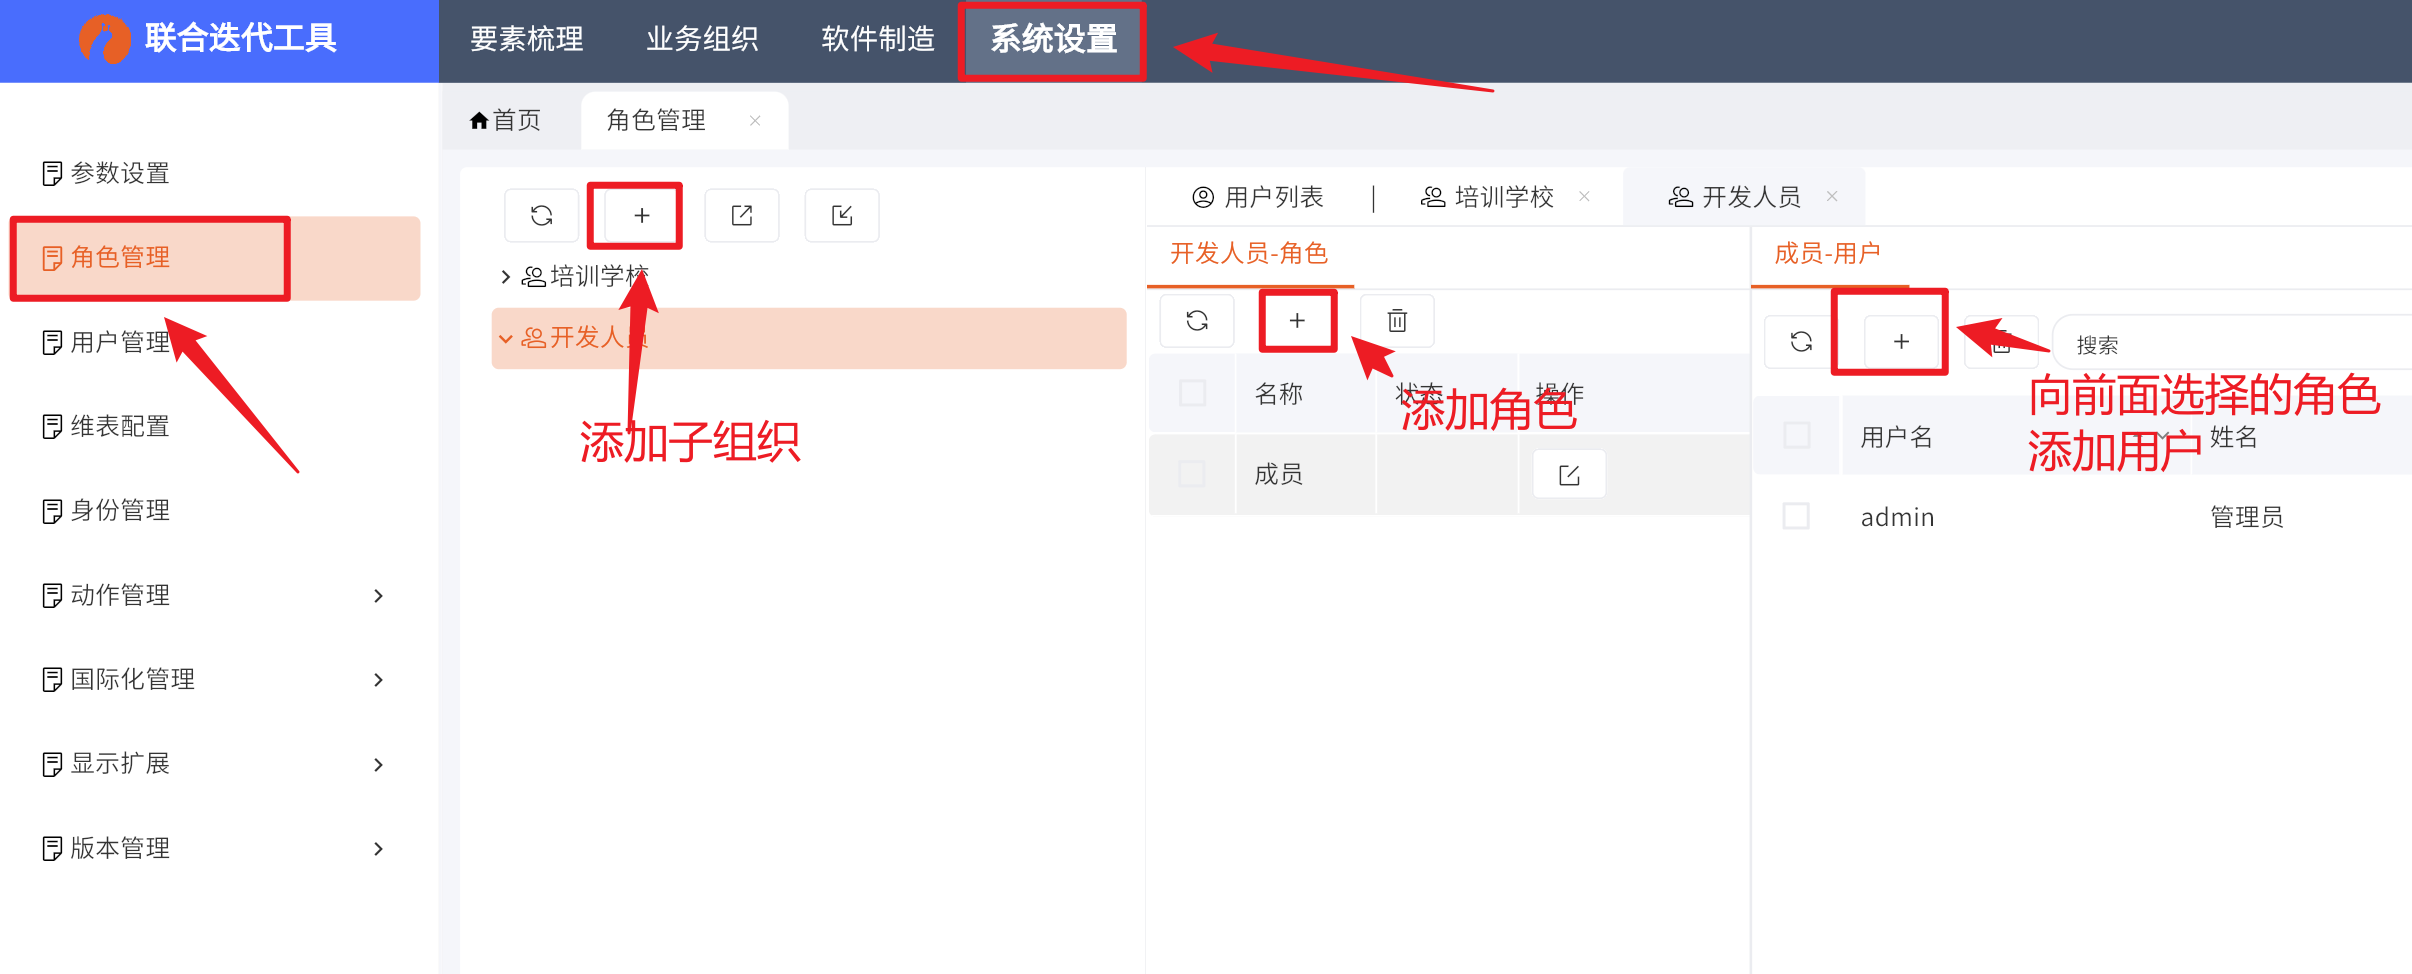 联合迭代工具
要素梳理 业务组织 软件制造 系统设置
首页 角色管理
参数设置
角色管理
用户管理
维表配置
身份管理
动作管理
国际化管理
显示扩展
版本管理
培训学校
开发人员
添加子组织
用户列表 | 培训学校 开发人员
开发人员-角色
名称 状态 操作
添加角色
成员
成员-用户
搜索
向前面选择的角色
添加用户
用户名 姓名
admin 管理员